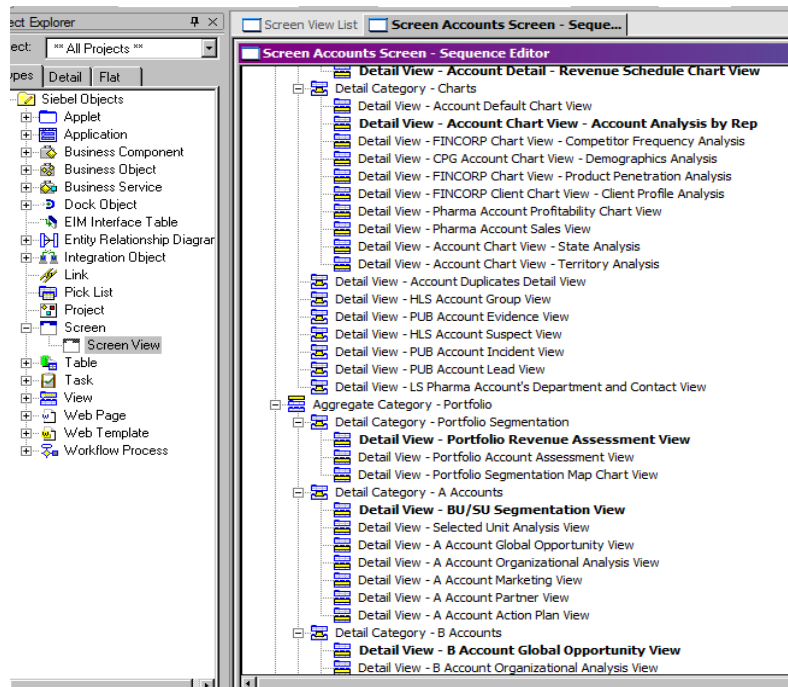 ect Explorer
ect: ** All Projects **
ypes Detail Flat
Siebel Objects
Applet
Application
Business Component
Business Object
Business Service
Dock Object
EIM Interface Table
Entity Relationship Diagrar
Integration Object
Link
Pick List
Project
Screen
Screen View
Table
Task
View
Web Page
Web Template
Workflow Process
Screen View List Screen Accounts Screen - Seque...
Screen Accounts Screen - Sequence Editor
Detail View - Account Detail - Revenue Schedule Chart View
Detail Category - Charts
Detail View - Account Default Chart View
Detail View - Account Chart View - Account Analysis by Rep
Detail View - FINCORP Chart View - Competitor Frequency Analysis
Detail View - CPG Account Chart View - Demographics Analysis
Detail View - FINCORP Chart View - Product Penetration Analysis
Detail View - FINCORP Client Chart View - Client Profile Analysis
Detail View - Pharma Account Profitability Chart View
Detail View - Pharma Account Sales View
Detail View - Account Chart View - State Analysis
Detail View - Account Chart View - Territory Analysis
Detail View - Account Duplicates Detail View
Detail View - HLS Account Group View
Detail View - PUB Account Evidence View
Detail View - HLS Account Suspect View
Detail View - PUB Account Incident View
Detail View - PUB Account Lead View
Detail View - LS Pharma Account's Department and Contact View
Aggregate Category - Portfolio
Detail Category - Portfolio Segmentation
Detail View - Portfolio Revenue Assessment View
Detail View - Portfolio Account Assessment View
Detail View - Portfolio Segmentation Map Chart View
Detail Category - A Accounts
Detail View - BU/SU Segmentation View
Detail View - Selected Unit Analysis View
Detail View - A Account Global Opportunity View
Detail View - A Account Organizational Analysis View
Detail View - A Account Marketing View
Detail View - A Account Partner View
Detail View - A Account Action Plan View
Detail Category - B Accounts
Detail View - B Account Global Opportunity View
Detail View - B Account Organizational Analysis View